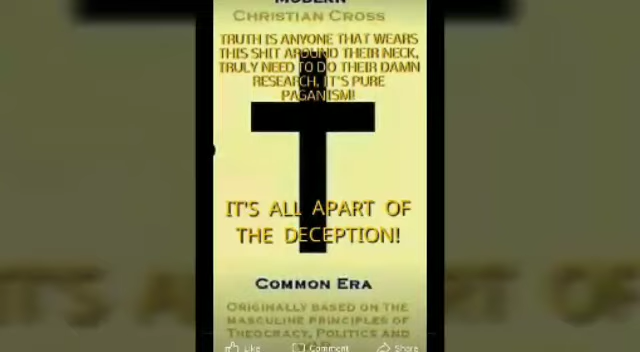 MODERN
CHRISTIAN CROSS
TRUTH IS ANYONE THAT WEARS
THIS SHIT AROUND THEIR NECK,
TRULY NEED TO DO THEIR DAMN
RESEARCH, IT'S PURE
PAGANISM!
IT'S ALL APART OF
THE DECEPTION!
COMMON ERA
ORIGINALLY BASED ON THE
MASCULINE PRINCIPLES OF
THEOCRACY, POLITICS AND
Like Comment Share